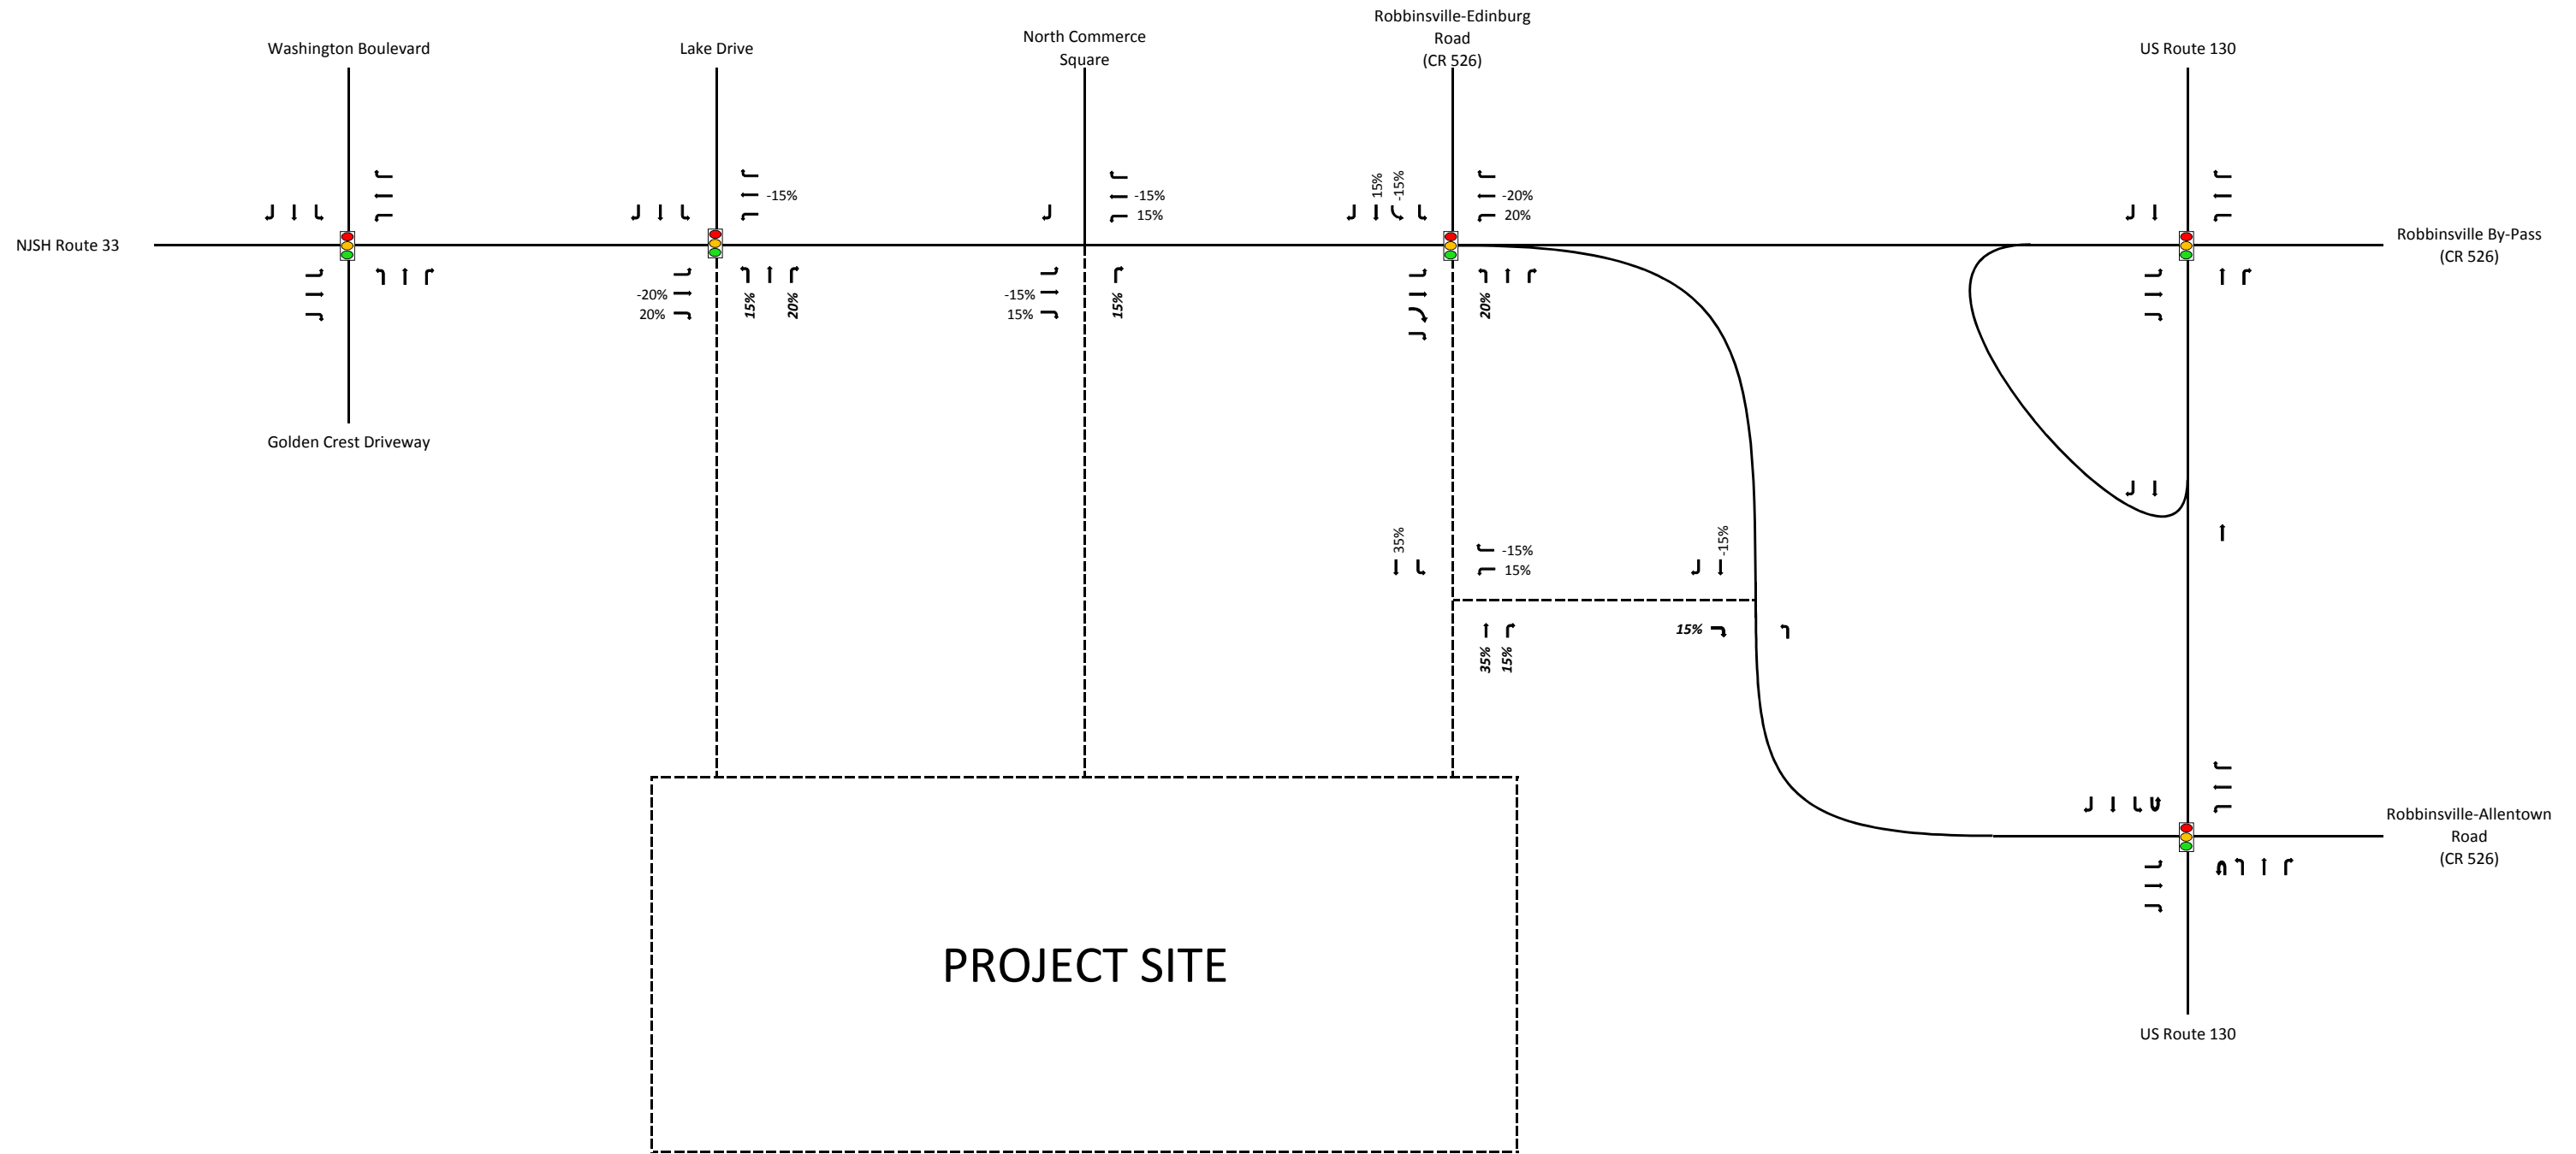 Washington Boulevard
Lake Drive
North Commerce
Square
Robbinsville-Edinburg
Road
(CR 526)
US Route 130
NJSH Route 33
-15%
-15%
15%
15%
-15%
-20%
20%
Robbinsville By-Pass
(CR 526)
-20%
20%
15%
20%
-15%
15%
15%
20%
Golden Crest Driveway
35%
-15%
15%
-15%
35%
15%
15%
Robbinsville-Allentown
Road
(CR 526)
PROJECT SITE
US Route 130